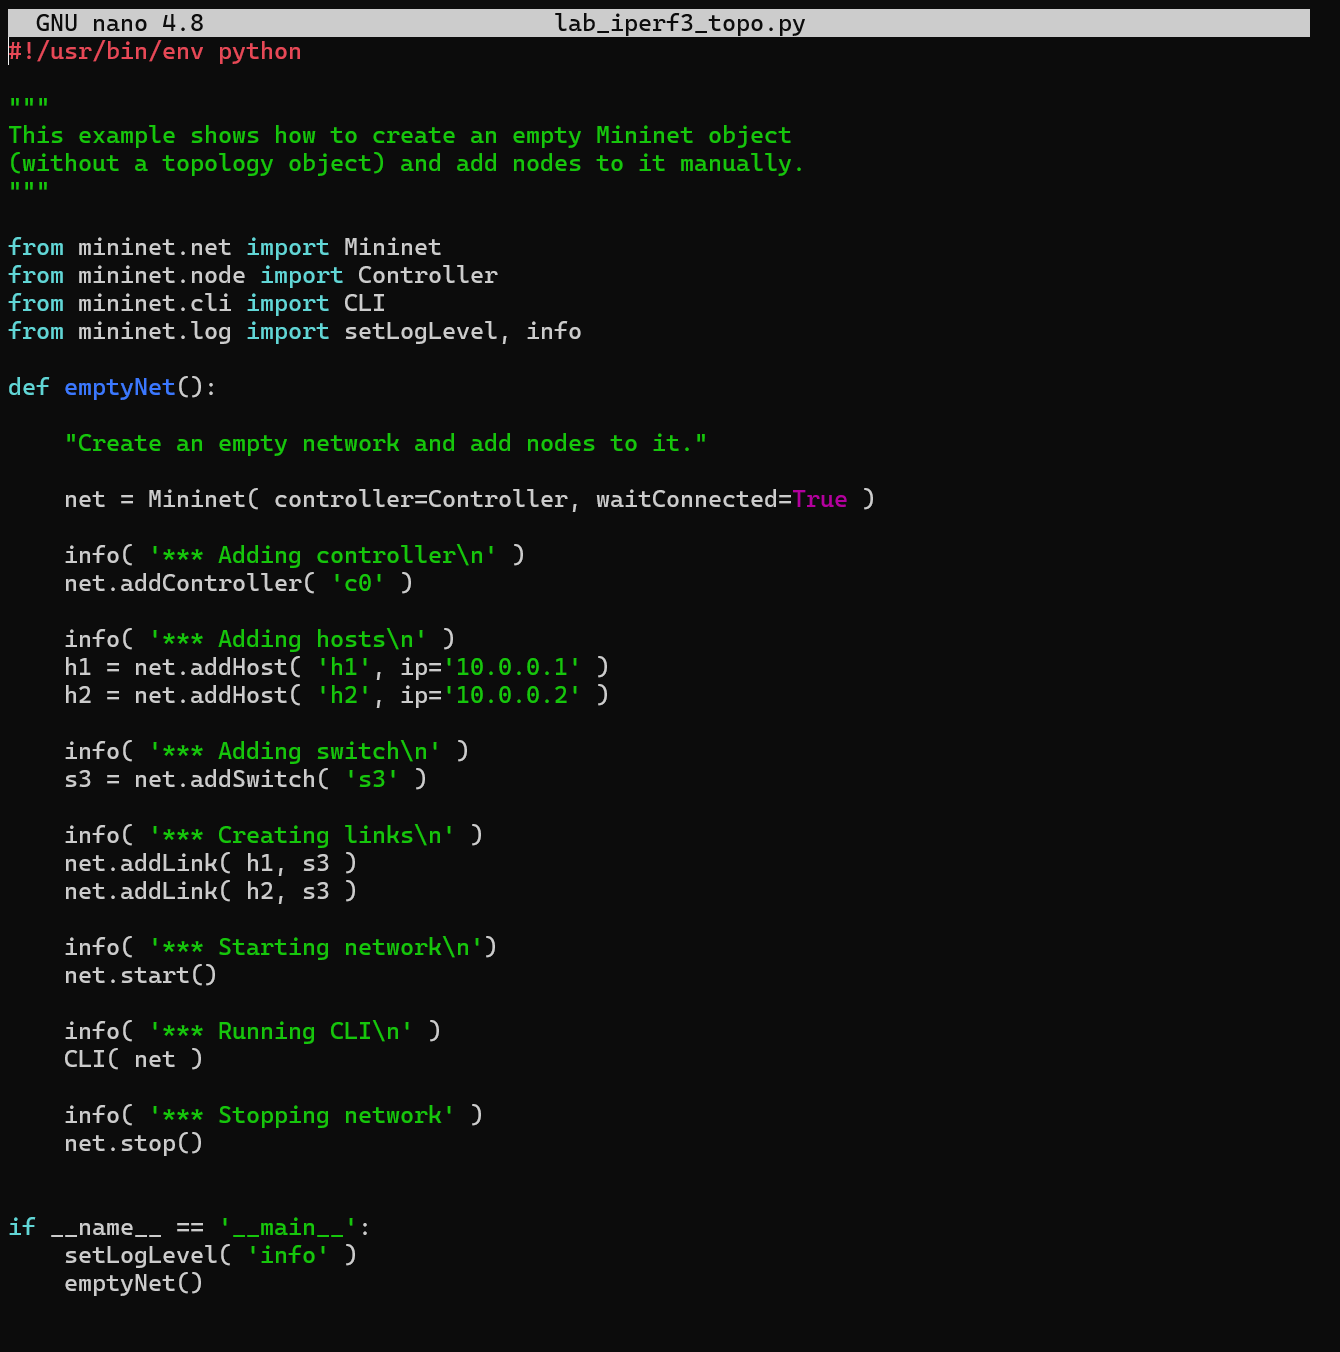 GNU nano 4.8 lab_iperf3_topo.py
#!/usr/bin/env python
"""
This example shows how to create an empty Mininet object
(without a topology object) and add nodes to it manually.
"""
from mininet.net import Mininet
from mininet.node import Controller
from mininet.cli import CLI
from mininet.log import setLogLevel, info
def emptyNet():
    "Create an empty network and add nodes to it."
    net = Mininet( controller=Controller, waitConnected=True )
    info( '*** Adding controller\n' )
    net.addController( 'c0' )
    info( '*** Adding hosts\n' )
    h1 = net.addHost( 'h1', ip='10.0.0.1' )
    h2 = net.addHost( 'h2', ip='10.0.0.2' )
    info( '*** Adding switch\n' )
    s3 = net.addSwitch( 's3' )
    info( '*** Creating links\n' )
    net.addLink( h1, s3 )
    net.addLink( h2, s3 )
    info( '*** Starting network\n')
    net.start()
    info( '*** Running CLI\n' )
    CLI( net )
    info( '*** Stopping network' )
    net.stop()
if __name__ == '__main__':
    setLogLevel( 'info' )
    emptyNet()